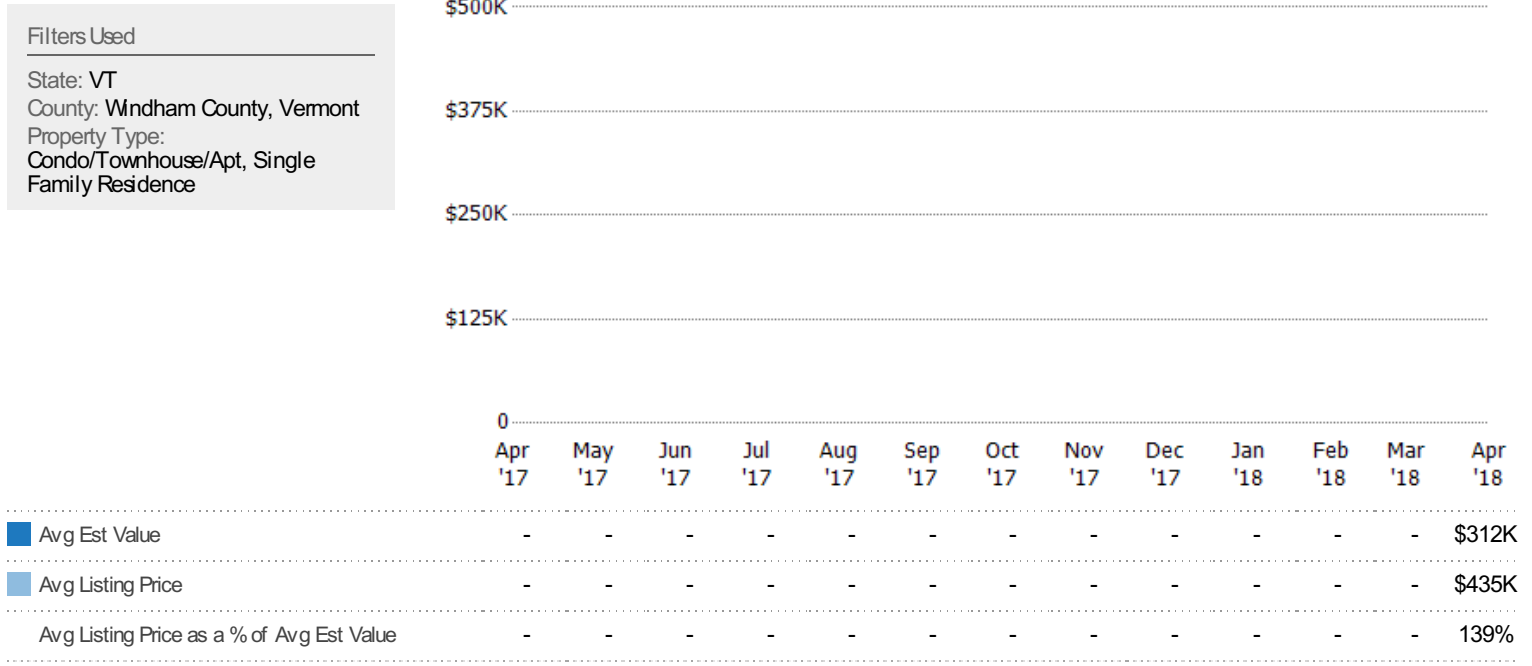 Filters Used
State: VT
County: Windham County, Vermont
Property Type:
Condo/Townhouse/Apt, Single
Family Residence
$500K
$375K
$250K
$125K
0
Apr May Jun Jul Aug Sep Oct Nov Dec Jan Feb Mar Apr
'17 '17 '17 '17 '17 '17 '17 '17 '17 '18 '18 '18 '18
Avg Est Value - - - - - - - - - - - - $312K
Avg Listing Price - - - - - - - - - - - - $435K
Avg Listing Price as a % of Avg Est Value - - - - - - - - - - - - 139%